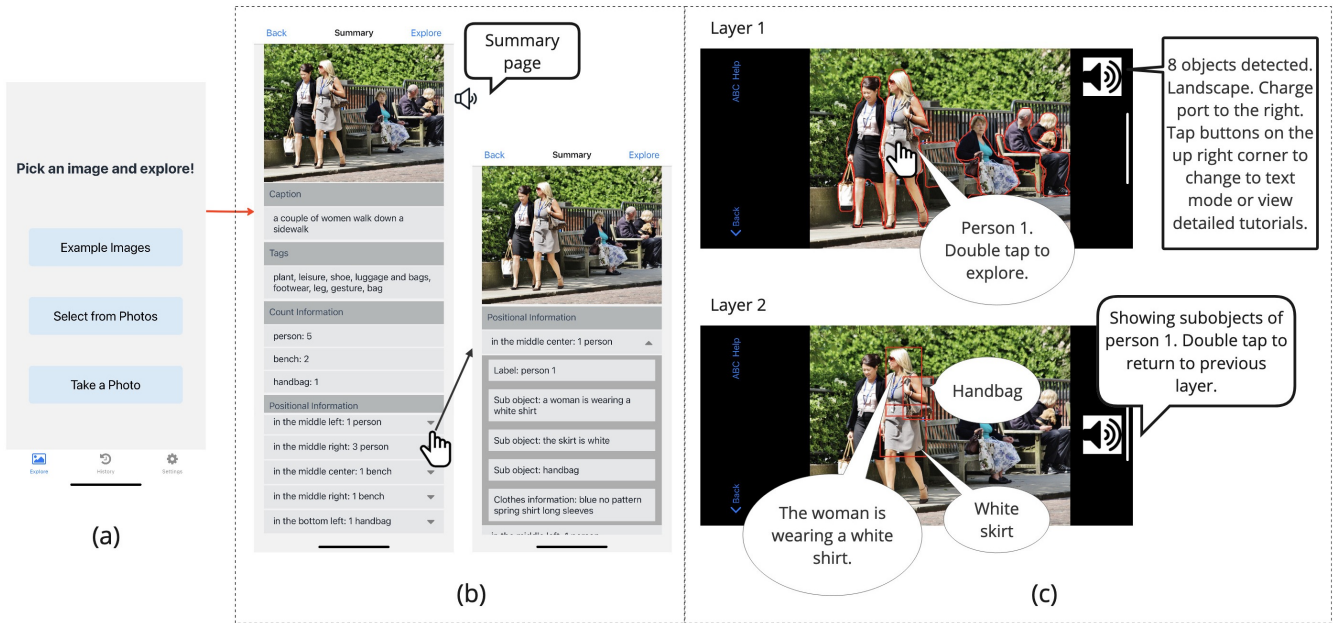 Pick an image and explore!
Example Images
Select from Photos
Take a Photo
Explore
History
Settings
(a)
Back
Summary
Explore
Summary
page
Caption
a couple of women walk down a
sidewalk
Tags
plant, leisure, shoe, luggage and bags,
footwear, leg, gesture, bag
Count Information
person: 5
bench: 2
handbag: 1
Positional Information
in the middle left: 1 person
in the middle right: 3 person
in the middle center: 1 bench
in the middle right: 1 bench
in the bottom left: 1 handbag
Back
Summary
Explore
Positional Information
in the middle center: 1 person
Label: person 1
Sub object: a woman is wearing a
white shirt
Sub object: the skirt is white
Sub object: handbag
Clothes information: blue no pattern
spring shirt long sleeves
in the middle left: 1 person
(b)
Layer 1
ABC Help
Back
Person 1.
Double tap to
explore.
8 objects detected.
Landscape. Charge
port to the right.
Tap buttons on the
up right corner to
change to text
mode or view
detailed tutorials.
Layer 2
ABC Help
Back
Handbag
The woman is
wearing a white
shirt.
White
skirt
Showing subobjects of
person 1. Double tap to
return to previous
layer.
(c)